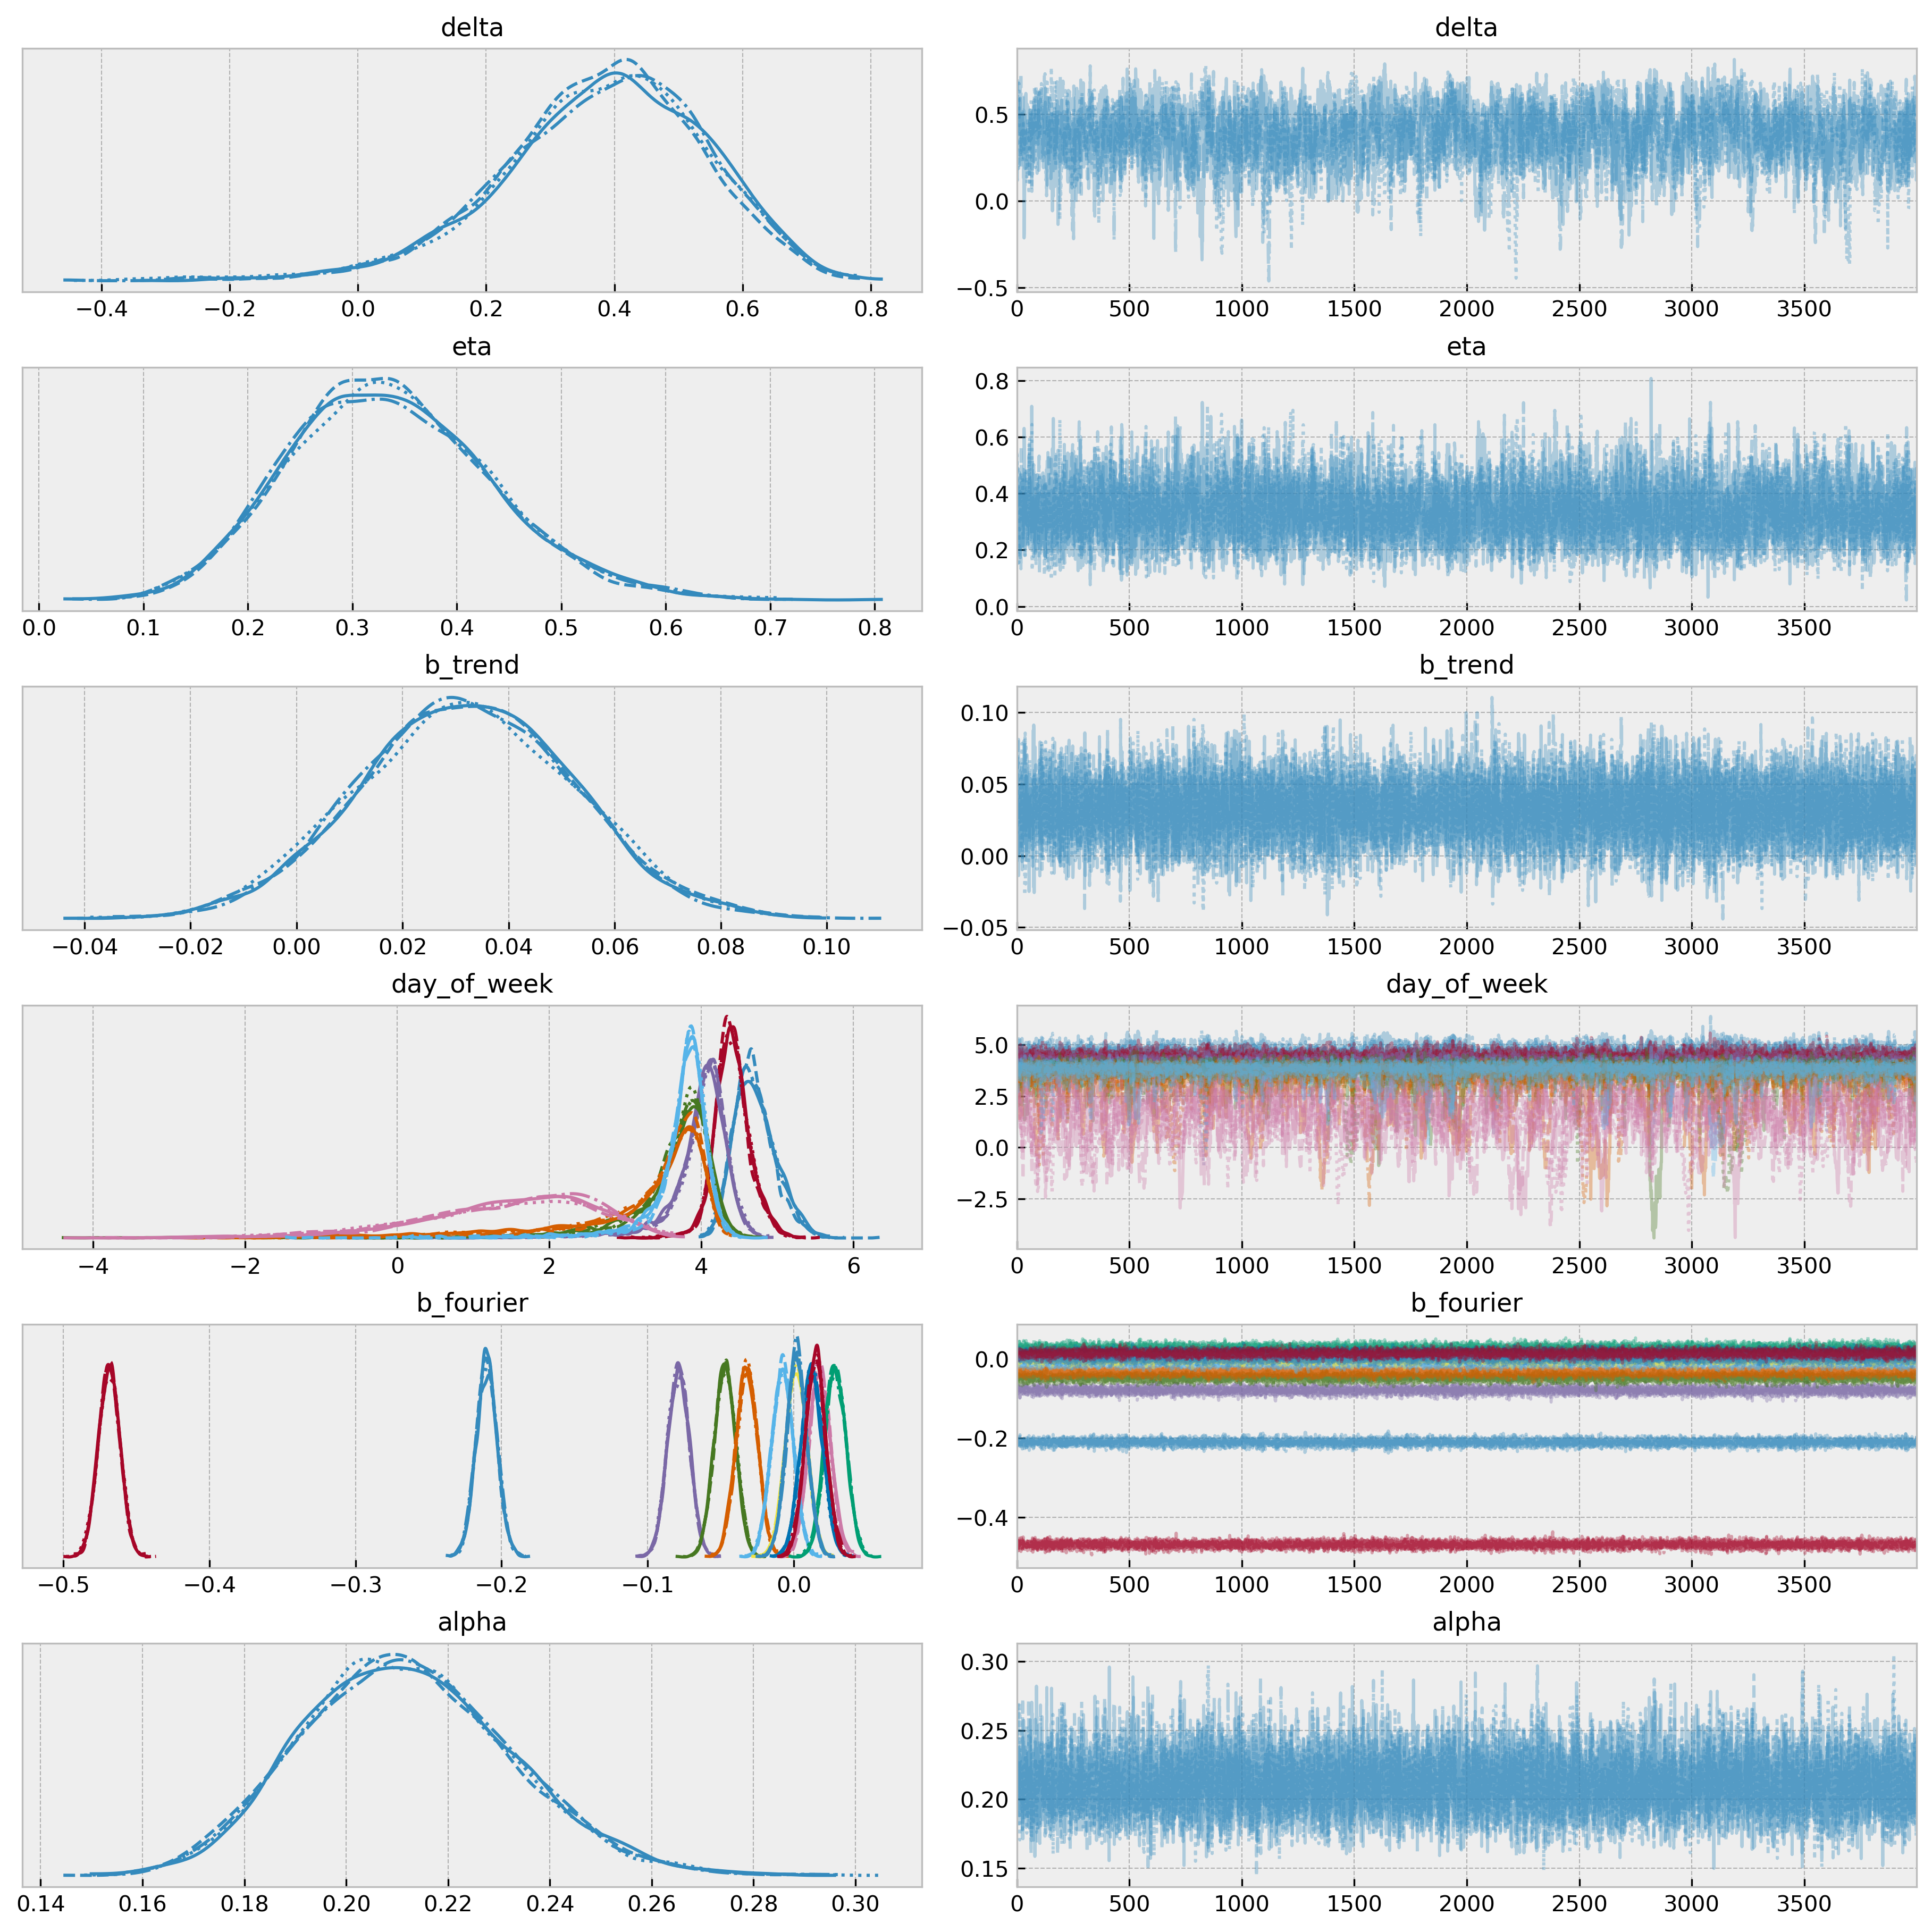 delta delta
0.5
0.0
−0.5
−0.4 −0.2 0.0 0.2 0.4 0.6 0.8 0 500 1000 1500 2000 2500 3000 3500
eta eta
0.8
0.6
0.4
0.2
0.0
0.0 0.1 0.2 0.3 0.4 0.5 0.6 0.7 0.8 0 500 1000 1500 2000 2500 3000 3500
b_trend b_trend
0.10
0.05
0.00
−0.05
−0.04 −0.02 0.00 0.02 0.04 0.06 0.08 0.10 0 500 1000 1500 2000 2500 3000 3500
day_of_week day_of_week
5.0
2.5
0.0
−2.5
−4 −2 0 2 4 6 0 500 1000 1500 2000 2500 3000 3500
b_fourier b_fourier
0.0
−0.2
−0.4
−0.5 −0.4 −0.3 −0.2 −0.1 0.0 0 500 1000 1500 2000 2500 3000 3500
alpha alpha
0.30
0.25
0.20
0.15
0.14 0.16 0.18 0.20 0.22 0.24 0.26 0.28 0.30 0 500 1000 1500 2000 2500 3000 3500